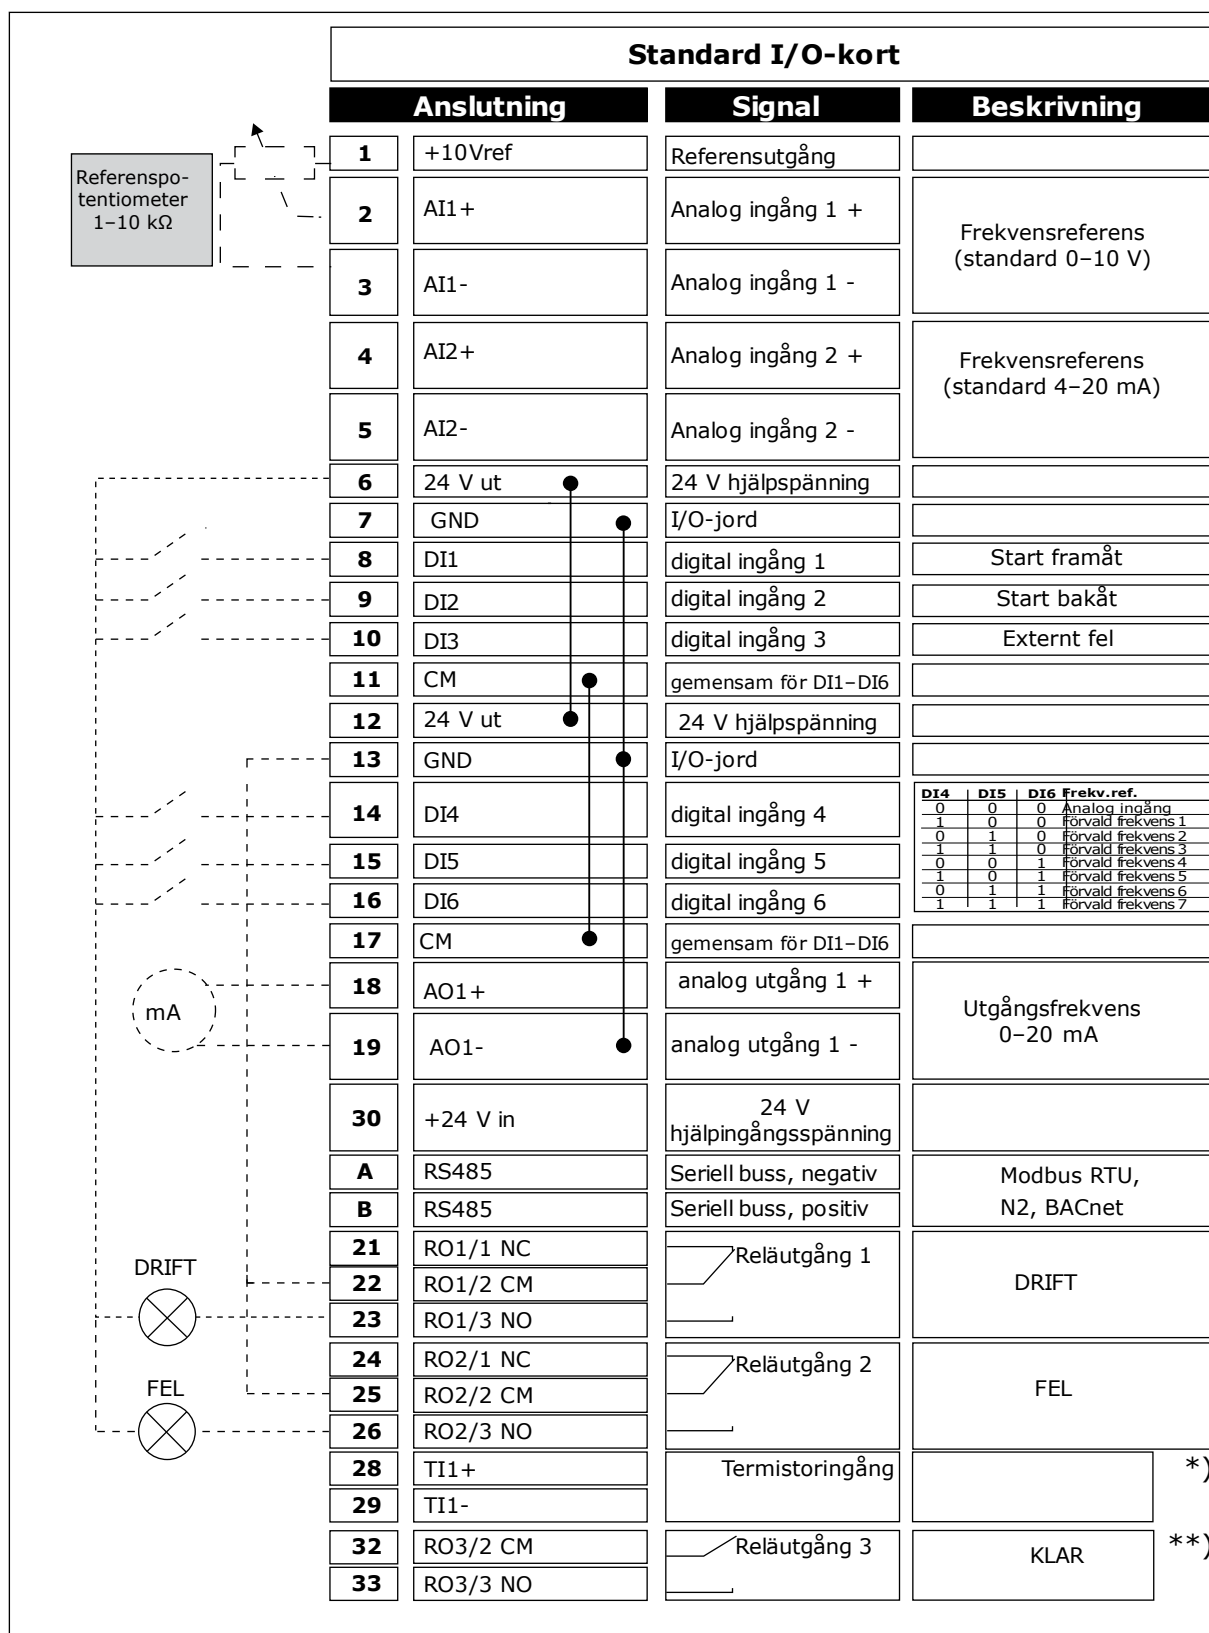 Standard I/O-kort
Anslutning Signal Beskrivning
Referenspo-
tentiometer
1–10 kΩ
1 +10Vref Referensutgång
2 AI1+ Analog ingång 1 +
3 AI1- Analog ingång 1 -
Frekvensreferens
(standard 0–10 V)
4 AI2+ Analog ingång 2 +
5 AI2- Analog ingång 2 -
Frekvensreferens
(standard 4–20 mA)
6 24 V ut 24 V hjälpspänning
7 GND I/O-jord
8 DI1 digital ingång 1 Start framåt
9 DI2 digital ingång 2 Start bakåt
10 DI3 digital ingång 3 Externt fel
11 CM gemensam för DI1–DI6
12 24 V ut 24 V hjälpspänning
13 GND I/O-jord
14 DI4 digital ingång 4
15 DI5 digital ingång 5
16 DI6 digital ingång 6
DI4 DI5 DI6 Frekv.ref.
0 0 0 Analog ingång
1 0 0 Förvald frekvens 1
0 1 0 Förvald frekvens 2
1 1 0 Förvald frekvens 3
0 0 1 Förvald frekvens 4
1 0 1 Förvald frekvens 5
0 1 1 Förvald frekvens 6
1 1 1 Förvald frekvens 7
17 CM gemensam för DI1–DI6
mA
18 AO1+ analog utgång 1 +
19 AO1- analog utgång 1 -
Utgångsfrekvens
0–20 mA
30 +24 V in 24 V
hjälpingångsspänning
A RS485 Seriell buss, negativ
B RS485 Seriell buss, positiv
Modbus RTU,
N2, BACnet
DRIFT
21 RO1/1 NC Reläutgång 1
22 RO1/2 CM DRIFT
23 RO1/3 NO
FEL
24 RO2/1 NC Reläutgång 2
25 RO2/2 CM FEL
26 RO2/3 NO
28 TI1+ Termistoringång *)
29 TI1-
32 RO3/2 CM Reläutgång 3 KLAR **)
33 RO3/3 NO